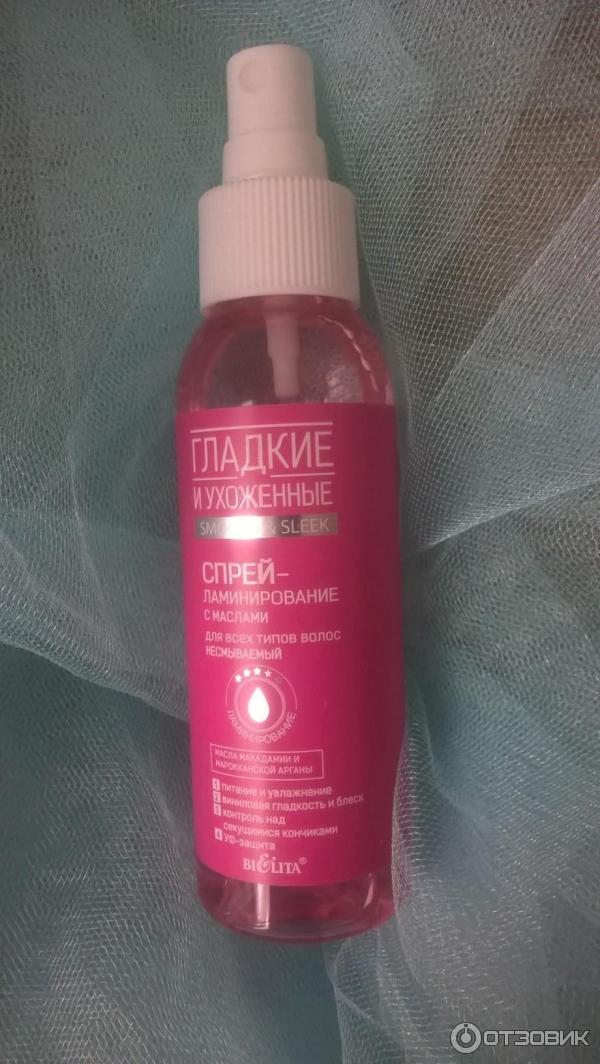 ГЛАДКИЕ
И УХОЖЕННЫЕ
SMOOTH & SLEEK
СПРЕЙ-
ЛАМИНИРОВАНИЕ
С МАСЛАМИ
ДЛЯ ВСЕХ ТИПОВ ВОЛОС
НЕСМЫВАЕМЫЙ
ЛАМИНИРОВАНИЕ
МАСЛА МАКАДАМИИ И
МАРОККАНСКОЙ АРГАНЫ
1 питание и увлажнение
2 виниловая гладкость и блеск
3 контроль над
секущимися кончиками
4 УФ-защита
BIELITA®
ОТЗОВИК